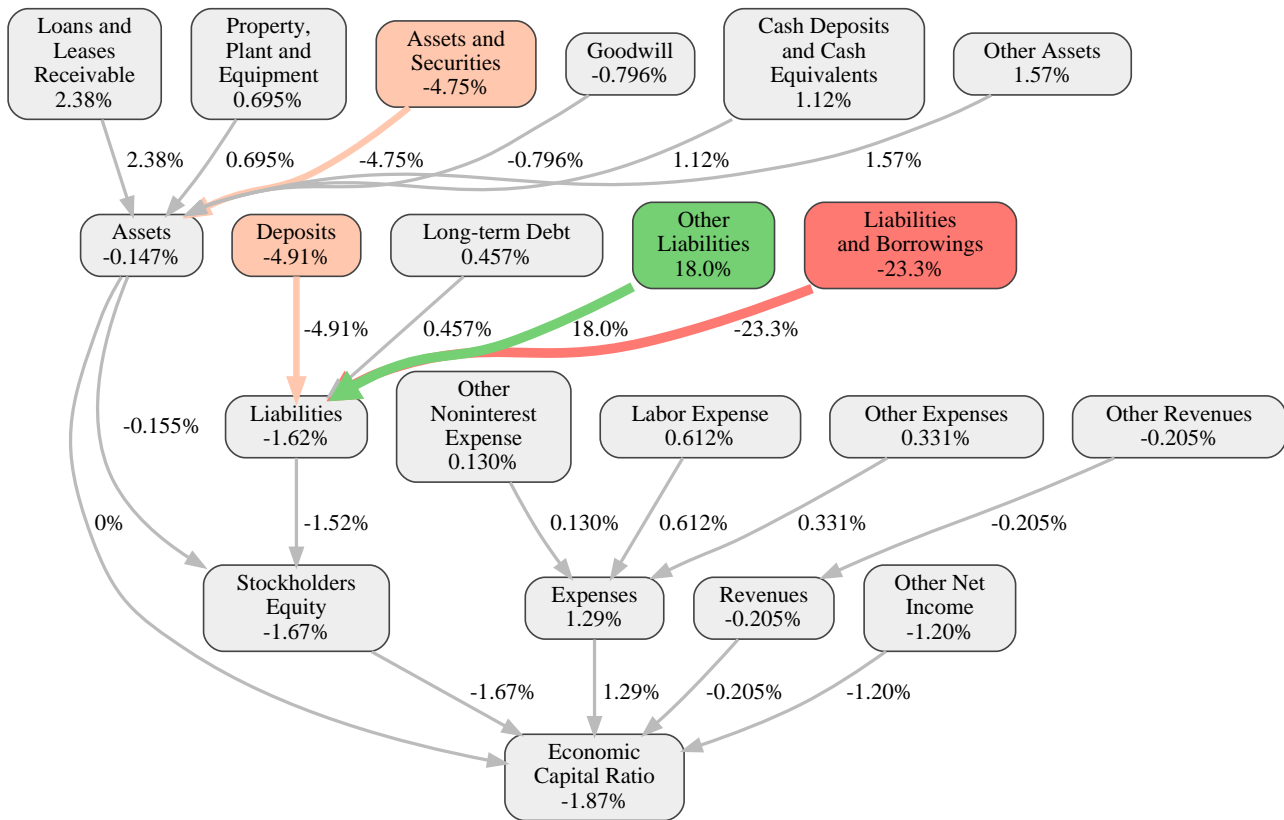 Loans and
Leases
Receivable
2.38%
Property,
Plant and
Equipment
0.695%
Assets and
Securities
-4.75%
Goodwill
-0.796%
Cash Deposits
and Cash
Equivalents
1.12%
Other Assets
1.57%
2.38%
0.695%
-4.75%
-0.796%
1.12%
1.57%
Assets
-0.147%
Deposits
-4.91%
Long-term Debt
0.457%
Other
Liabilities
18.0%
Liabilities
and Borrowings
-23.3%
-4.91%
0.457%
18.0%
-23.3%
Liabilities
-1.62%
Other
Noninterest
Expense
0.130%
Labor Expense
0.612%
Other Expenses
0.331%
Other Revenues
-0.205%
-0.155%
0%
-1.52%
0.130%
0.612%
0.331%
-0.205%
Stockholders
Equity
-1.67%
Expenses
1.29%
Revenues
-0.205%
Other Net
Income
-1.20%
-1.67%
1.29%
-0.205%
-1.20%
Economic
Capital Ratio
-1.87%